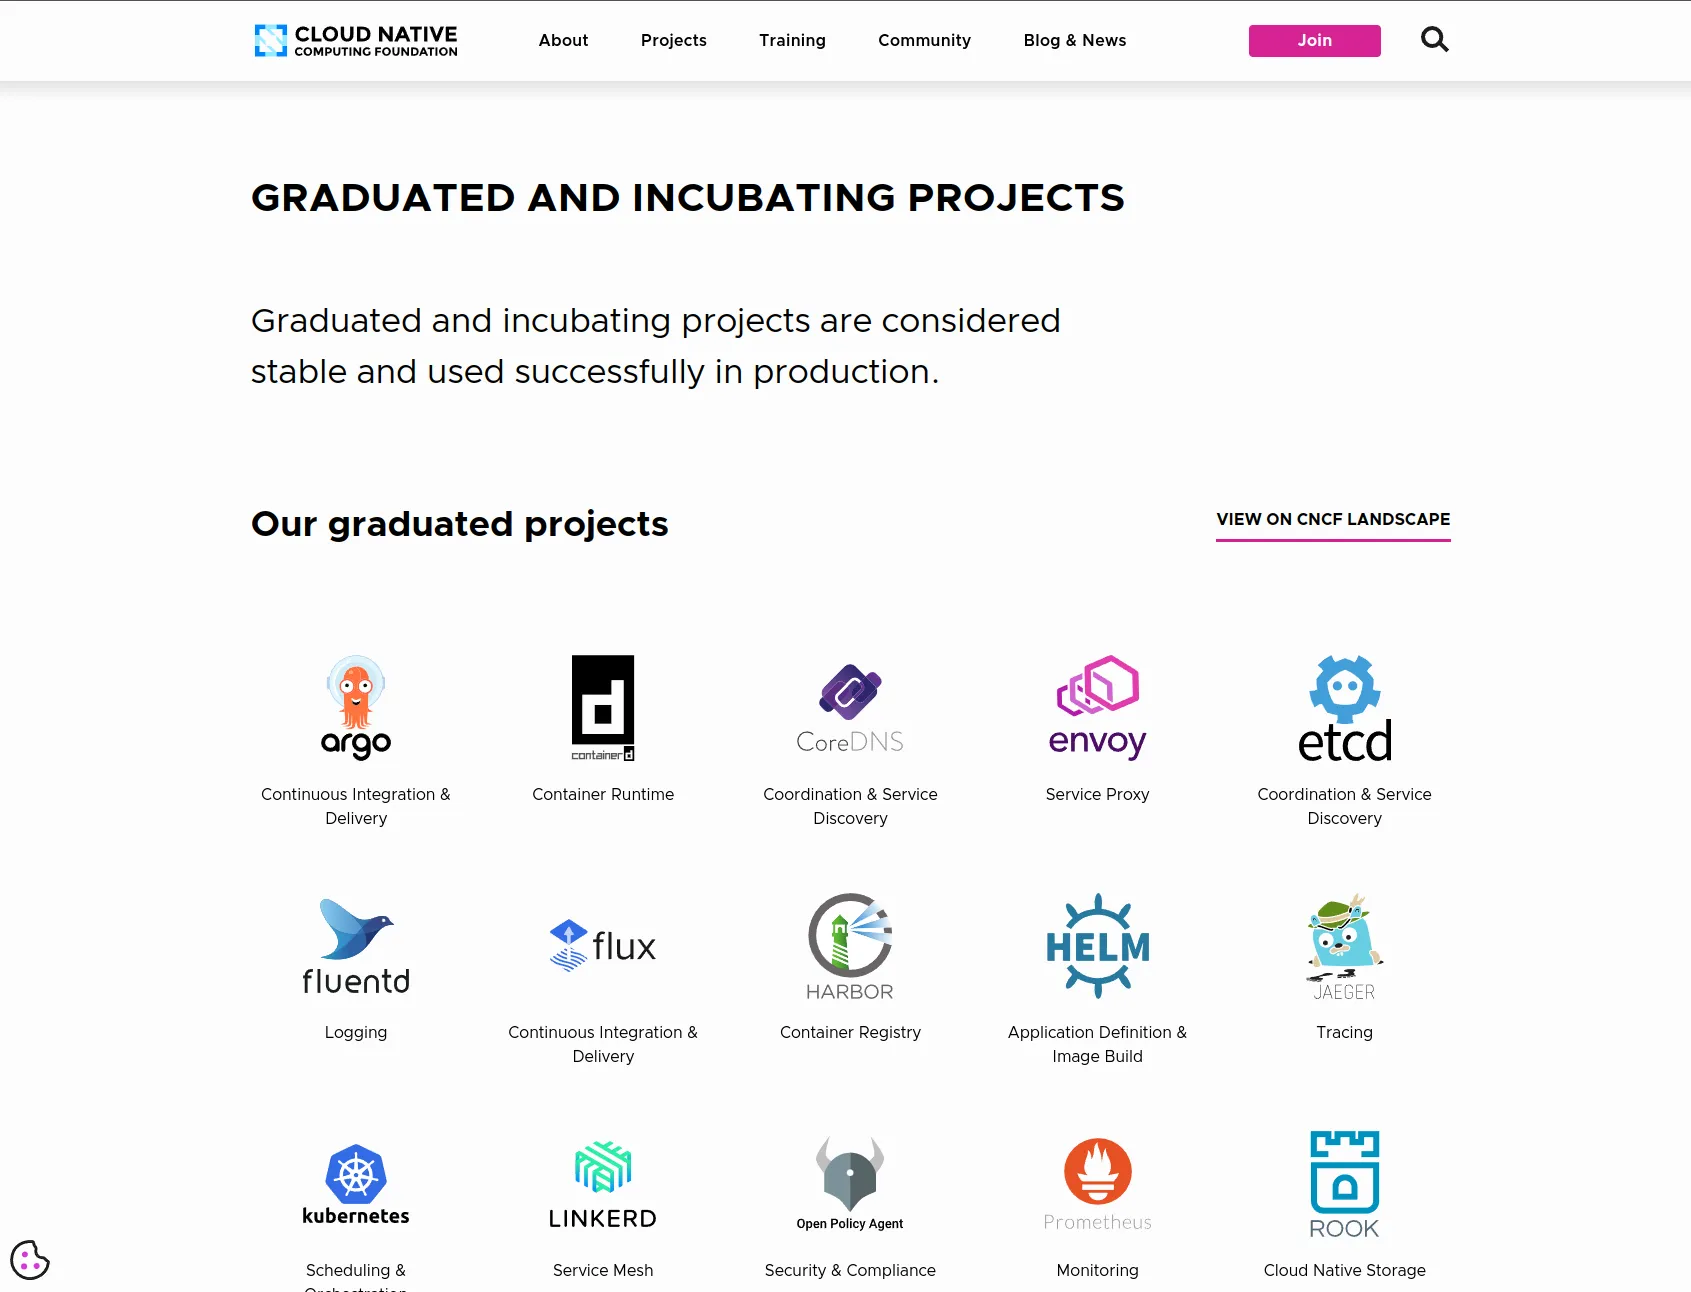 CLOUD NATIVE
COMPUTING FOUNDATION
About
Projects
Training
Community
Blog & News
Join
GRADUATED AND INCUBATING PROJECTS
Graduated and incubating projects are considered
stable and used successfully in production.
Our graduated projects
VIEW ON CNCF LANDSCAPE
argo
Continuous Integration &
Delivery
d
containerd
Container Runtime
CoreDNS
Coordination & Service
Discovery
envoy
Service Proxy
etcd
Coordination & Service
Discovery
fluentd
Logging
flux
Continuous Integration &
Delivery
HARBOR
Container Registry
HELM
Application Definition &
Image Build
JAEGER
Tracing
kubernetes
Scheduling &
Orchestration
LINKERD
Service Mesh
Open Policy Agent
Security & Compliance
Prometheus
Monitoring
ROOK
Cloud Native Storage